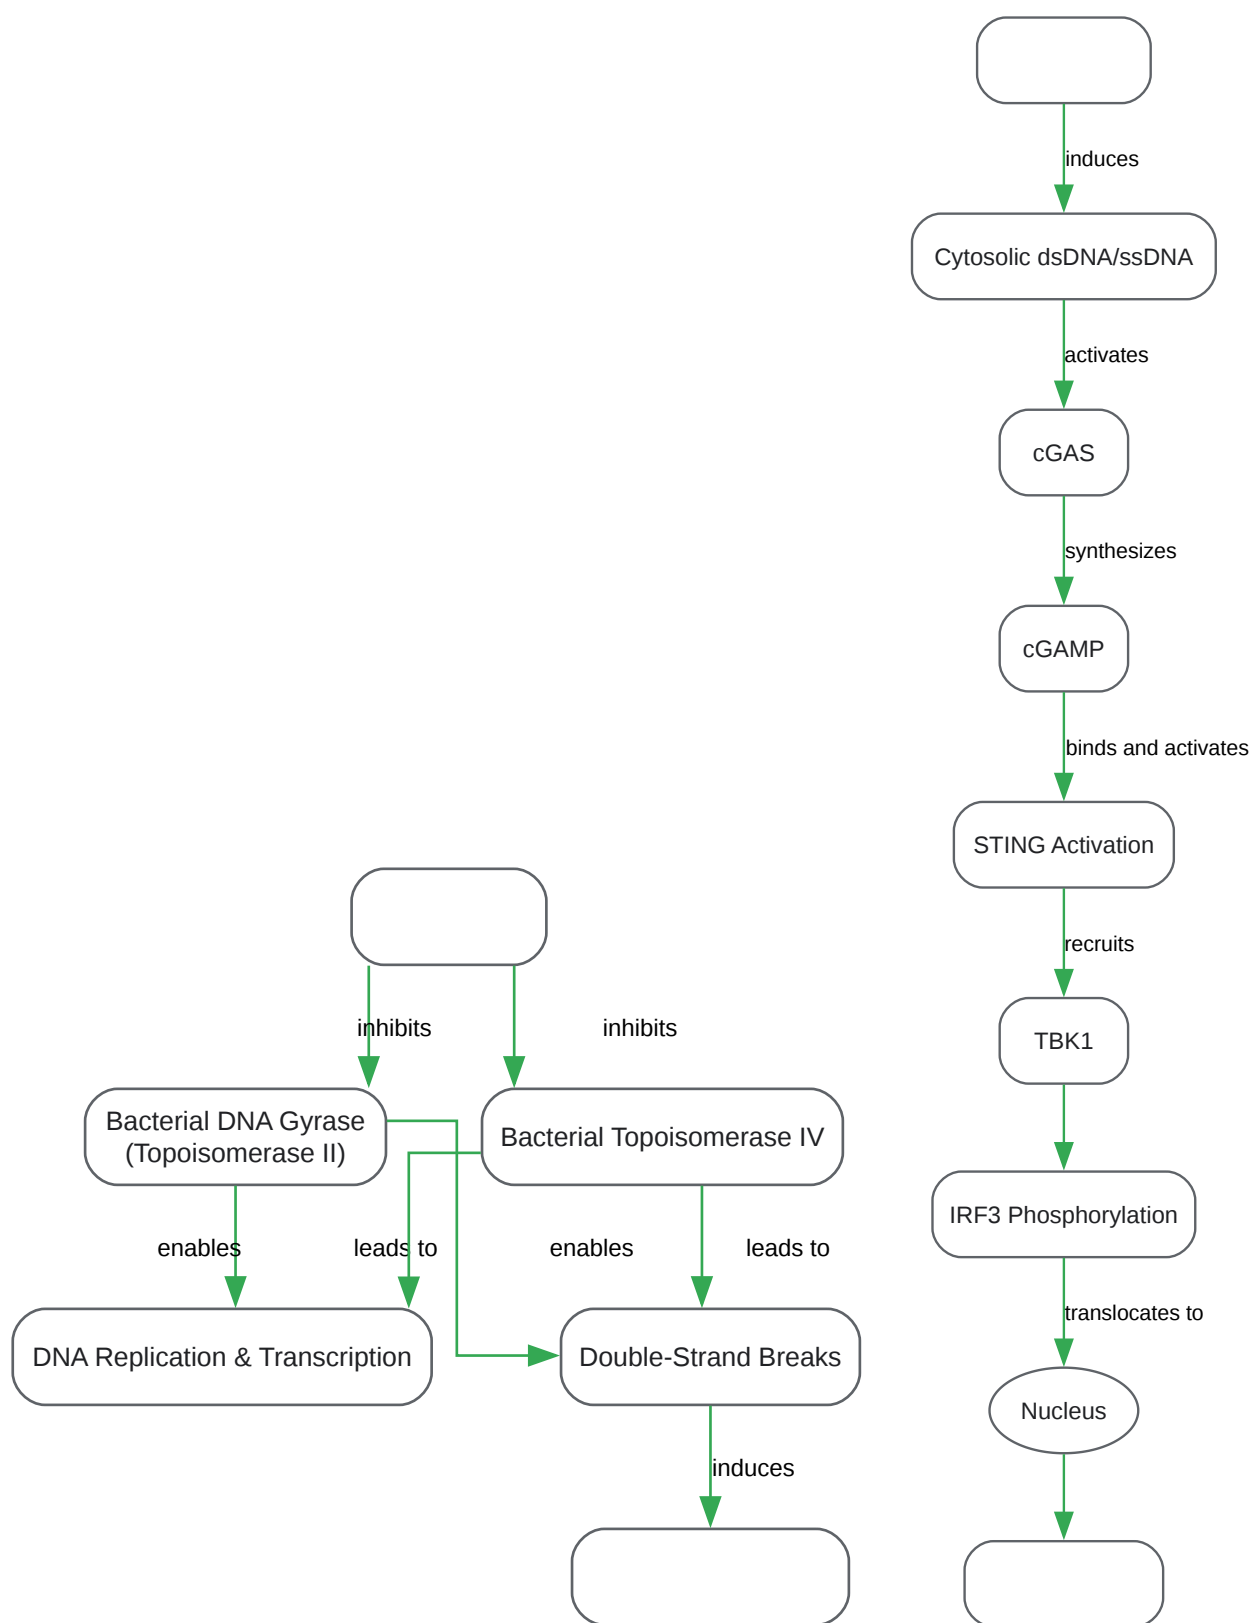 induces
Cytosolic dsDNA/ssDNA
activates
cGAS
synthesizes
cGAMP
binds and activates
STING Activation
recruits
TBK1
IRF3 Phosphorylation
translocates to
Nucleus
inhibits
inhibits
Bacterial DNA Gyrase
(Topoisomerase II)
Bacterial Topoisomerase IV
enables
leads to
enables
leads to
DNA Replication & Transcription
Double-Strand Breaks
induces